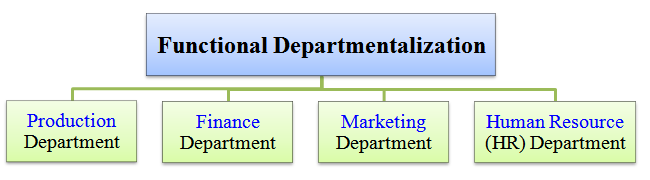 Functional Departmentalization
Production
Department
Finance
Department
Marketing
Department
Human Resource
(HR) Department